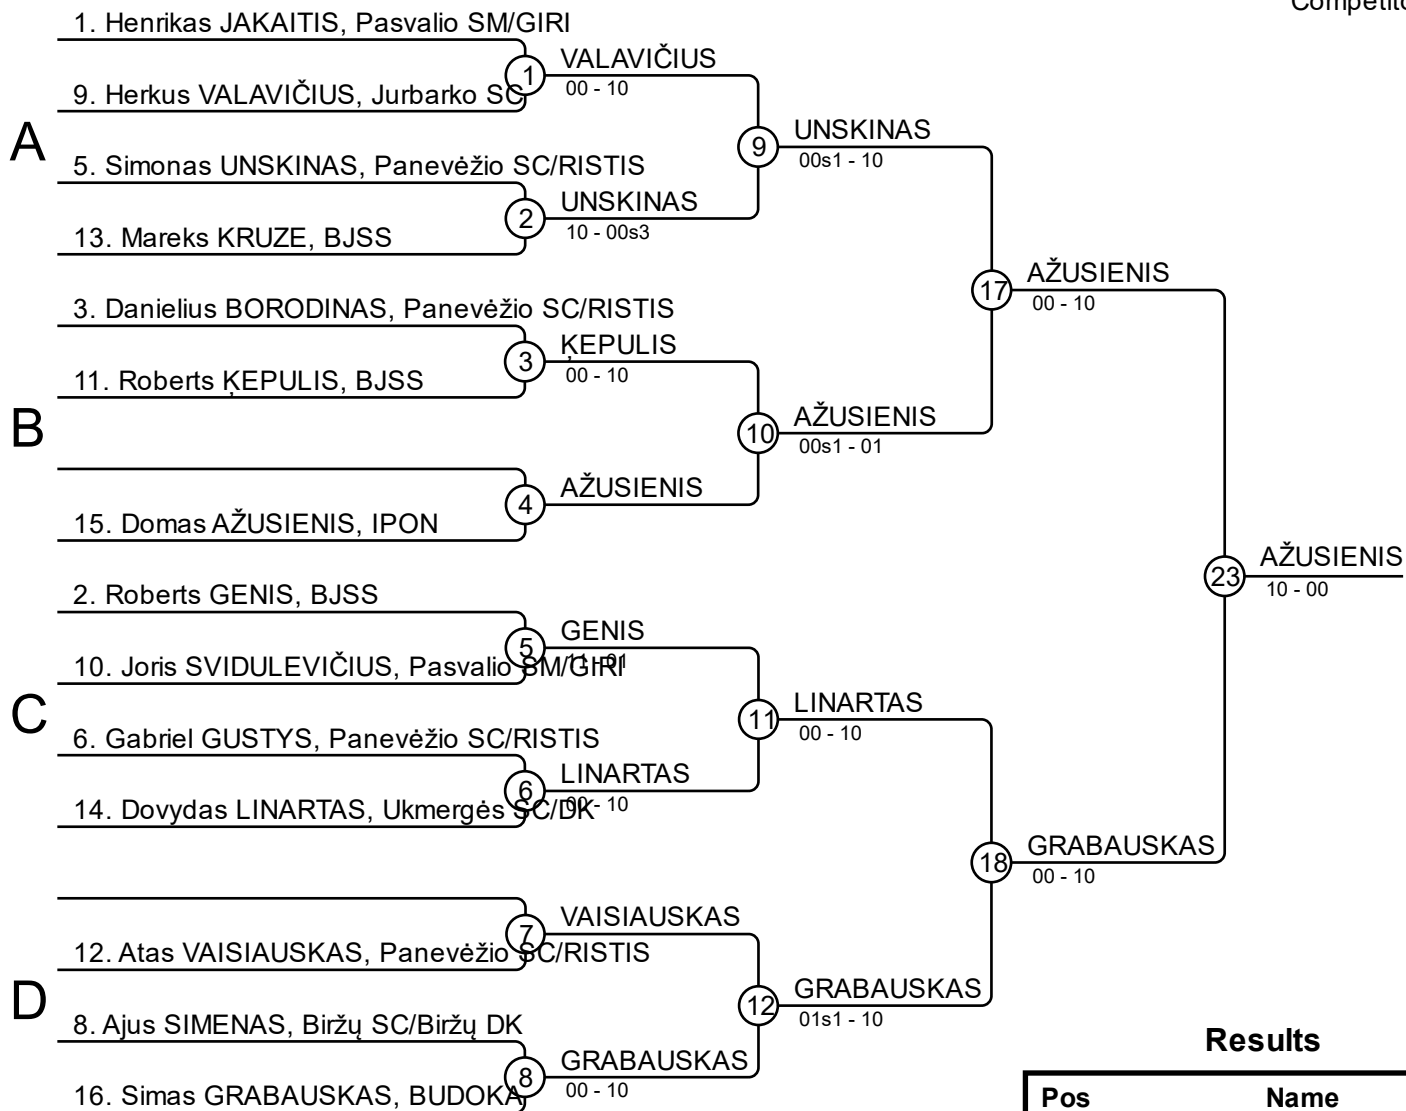 Competito
1. Henrikas JAKAITIS, Pasvalio SM/GIRI
1
VALAVIČIUS
00 - 10
9. Herkus VALAVIČIUS, Jurbarko SC
A
9
UNSKINAS
00s1 - 10
5. Simonas UNSKINAS, Panevėžio SC/RISTIS
2
UNSKINAS
10 - 00s3
13. Mareks KRUZE, BJSS
17
AŽUSIENIS
00 - 10
3. Danielius BORODINAS, Panevėžio SC/RISTIS
3
ĶEPULIS
00 - 10
11. Roberts ĶEPULIS, BJSS
B
10
AŽUSIENIS
00s1 - 01
4
AŽUSIENIS
15. Domas AŽUSIENIS, IPON
23
AŽUSIENIS
10 - 00
2. Roberts GENIS, BJSS
5
GENIS
11 - 01
10. Joris SVIDULEVIČIUS, Pasvalio SM/GIRI
C
11
LINARTAS
00 - 10
6. Gabriel GUSTYS, Panevėžio SC/RISTIS
6
LINARTAS
00 - 10
14. Dovydas LINARTAS, Ukmergės SC/DK
18
GRABAUSKAS
00 - 10
7
VAISIAUSKAS
12. Atas VAISIAUSKAS, Panevėžio SC/RISTIS
D
12
GRABAUSKAS
01s1 - 10
8. Ajus SIMENAS, Biržų SC/Biržų DK
8
GRABAUSKAS
00 - 10
16. Simas GRABAUSKAS, BUDOKA
Results
Pos Name